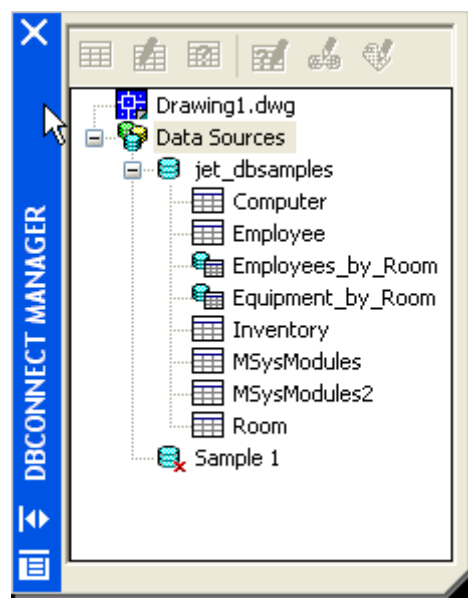 Drawing1.dwg
Data Sources
jet_dbsamples
Computer
Employee
Employees_by_Room
Equipment_by_Room
Inventory
MSysModules
MSysModules2
Room
Sample 1
DBCONNECT MANAGER